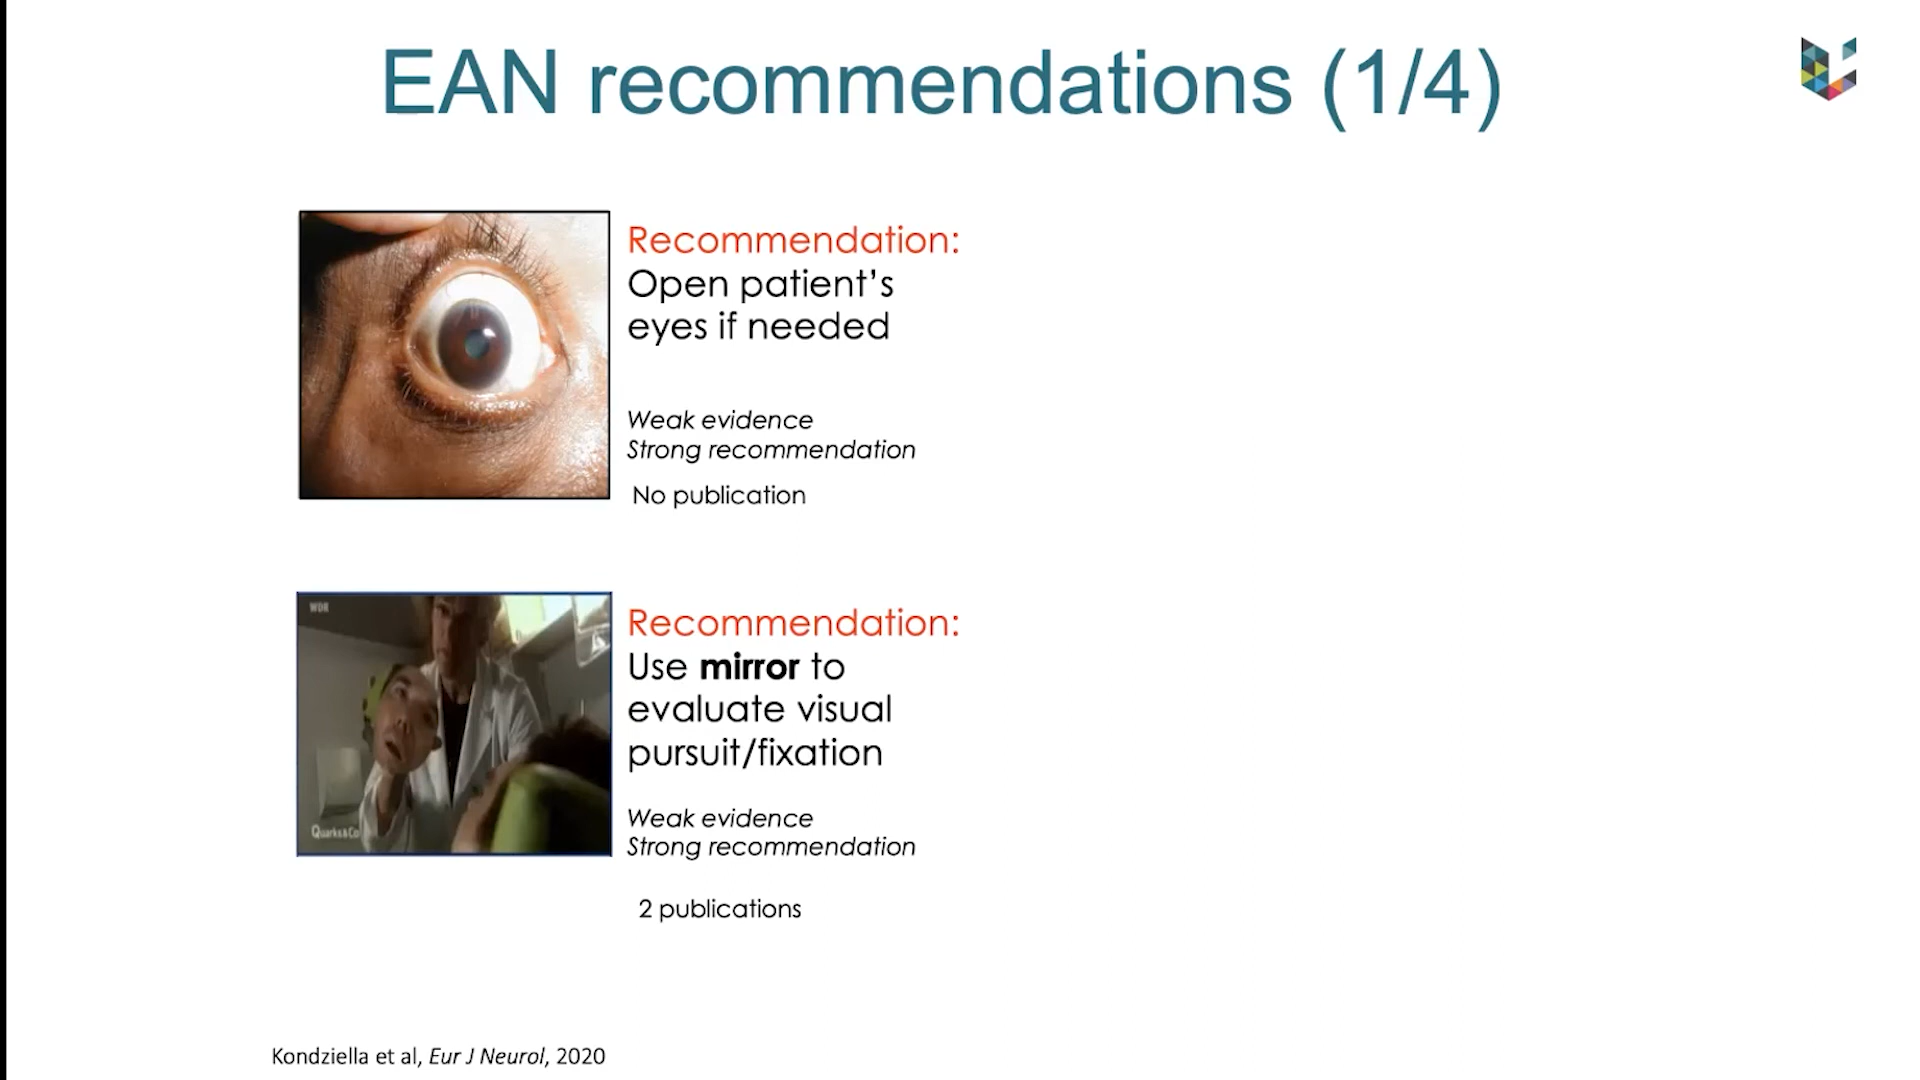 EAN recommendations (1/4)
Recommendation:
Open patient’s
eyes if needed
Weak evidence
Strong recommendation
No publication
WDR
Quarks&Co
Recommendation:
Use mirror to
evaluate visual
pursuit/fixation
Weak evidence
Strong recommendation
2 publications
Kondziella et al, Eur J Neurol, 2020